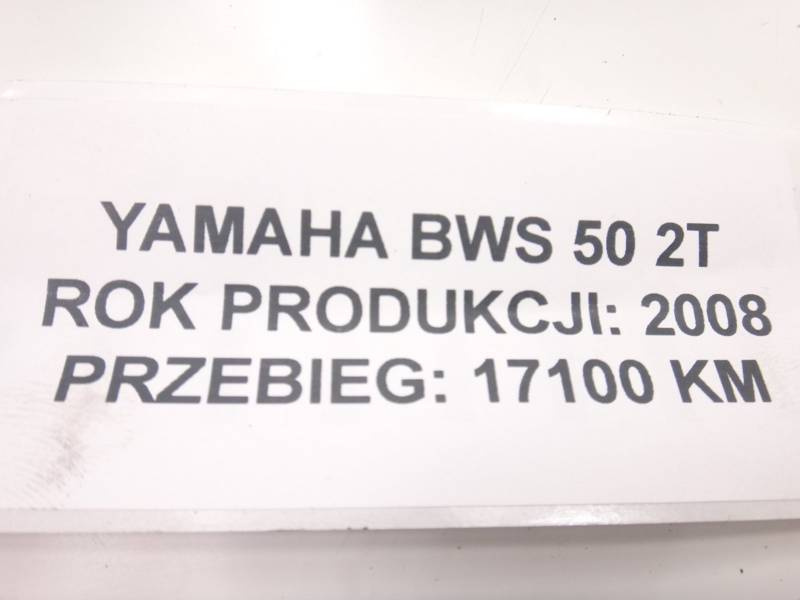 YAMAHA BWS 50 2T
ROK PRODUKCJI: 2008
PRZEBIEG: 17100 KM